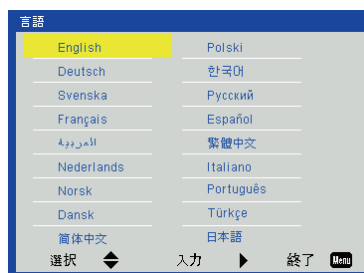 言語
English
Deutsch
Svenska
Français
العربية
Nederlands
Norsk
Dansk
简体中文
Polski
한국어
Русский
Español
繁體中文
Italiano
Português
Türkçe
日本語
選択 入力 終了 Menu